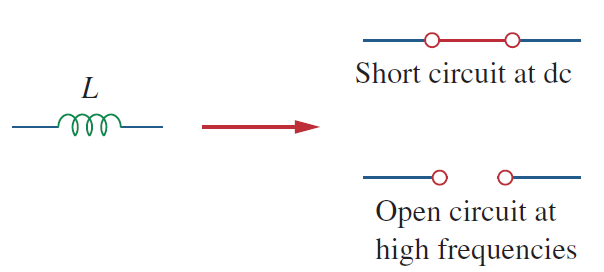 L
Short circuit at dc
Open circuit at
high frequencies